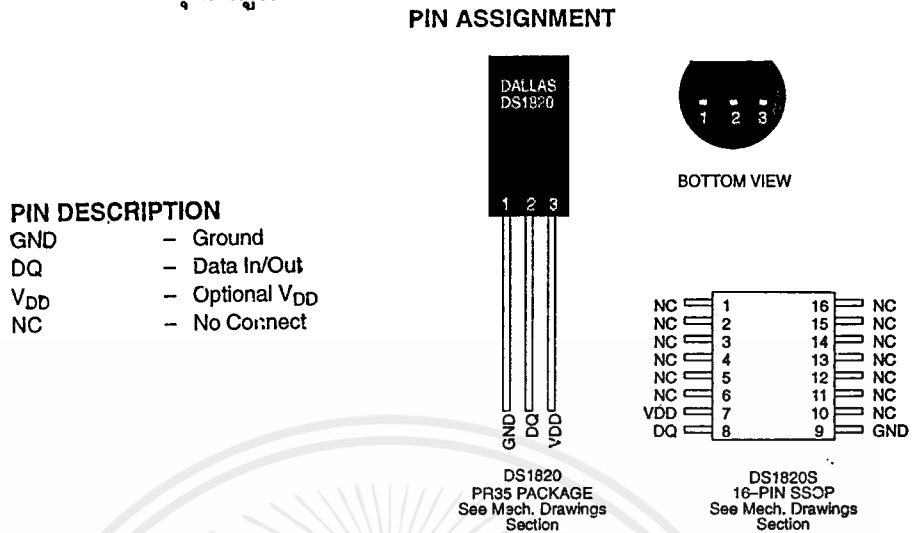 PIN ASSIGNMENT
DALLAS
DS1820
1 2 3
1 2 3
BOTTOM VIEW
PIN DESCRIPTION
GND – Ground
DQ – Data In/Out
VDD – Optional VDD
NC – No Connect
GND DQ VDD
DS1820
PR35 PACKAGE
See Mech. Drawings
Section
NC 1 16 NC
NC 2 15 NC
NC 3 14 NC
NC 4 13 NC
NC 5 12 NC
NC 6 11 NC
VDD 7 10 NC
DQ 8 9 GND
DS1820S
16–PIN SSOP
See Mech. Drawings
Section